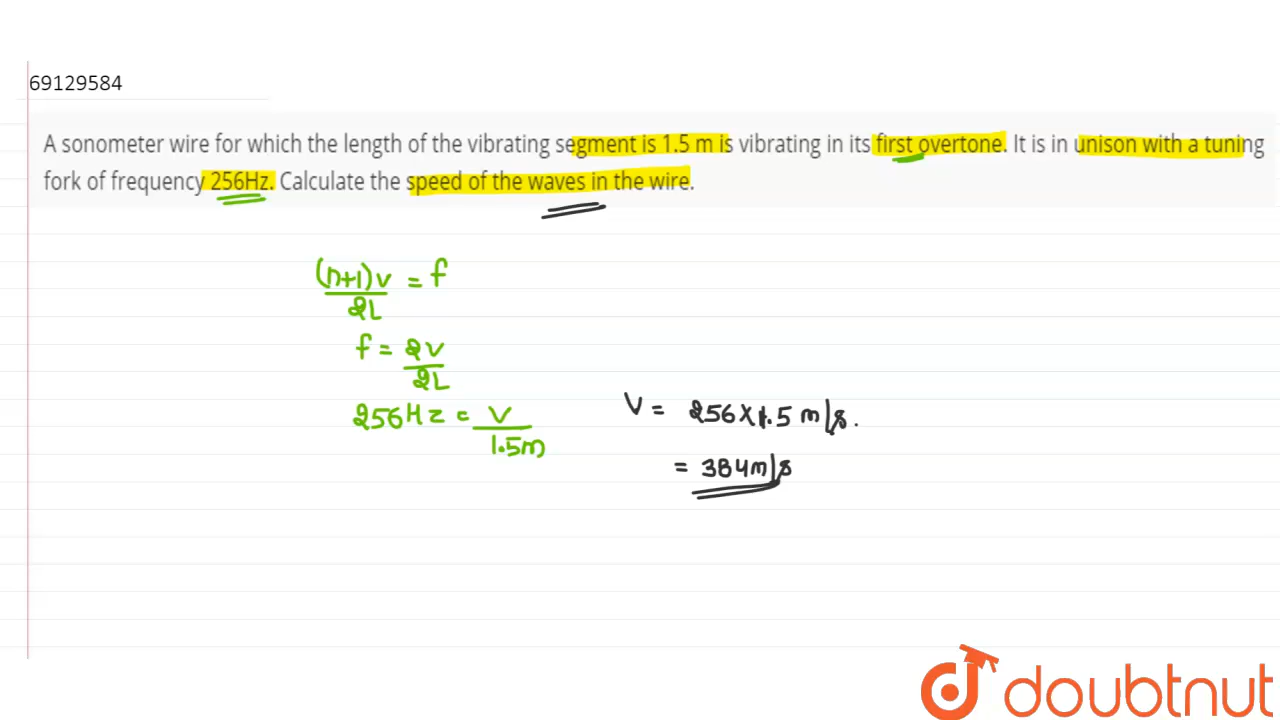 69129584
A sonometer wire for which the length of the vibrating segment is 1.5 m is vibrating in its first overtone. It is in unison with a tuning
fork of frequency 256Hz. Calculate the speed of the waves in the wire.
(n+1)v/2L = f
f = 2v/2L
256Hz = v/1.5m
V = 256×1.5 m/s.
= 384m/s
doubtnut